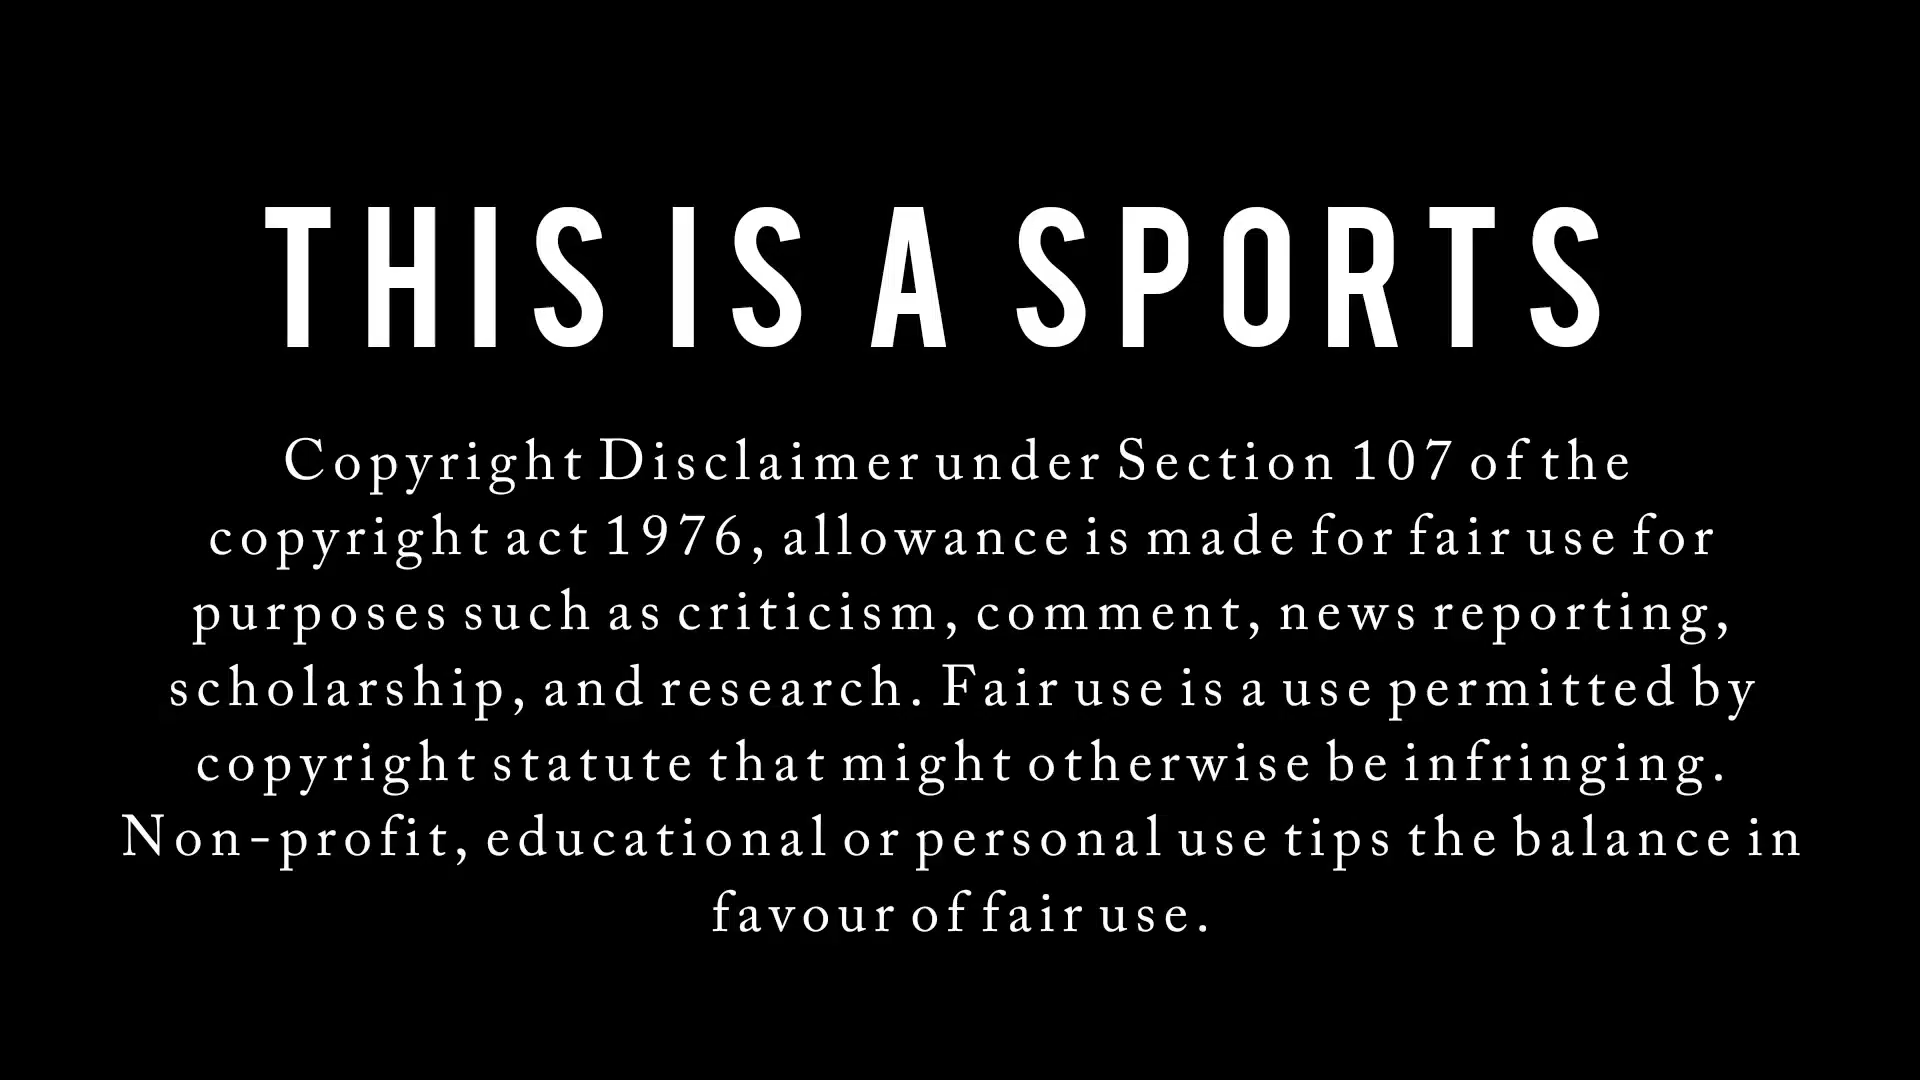 THIS IS A SPORTS
Copyright Disclaimer under Section 107 of the
copyright act 1976, allowance is made for fair use for
purposes such as criticism, comment, news reporting,
scholarship, and research. Fair use is a use permitted by
copyright statute that might otherwise be infringing.
Non-profit, educational or personal use tips the balance in
favour of fair use.